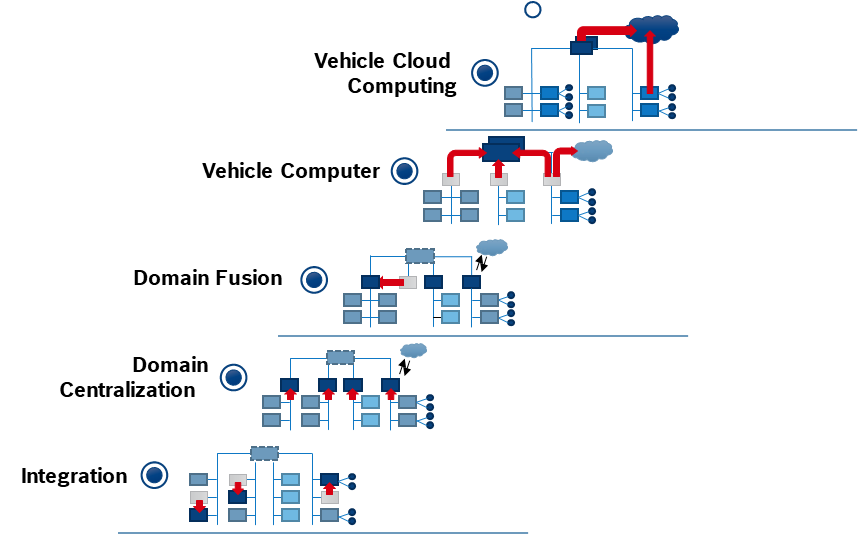 Vehicle Cloud
Computing
Vehicle Computer
Domain Fusion
Domain
Centralization
Integration